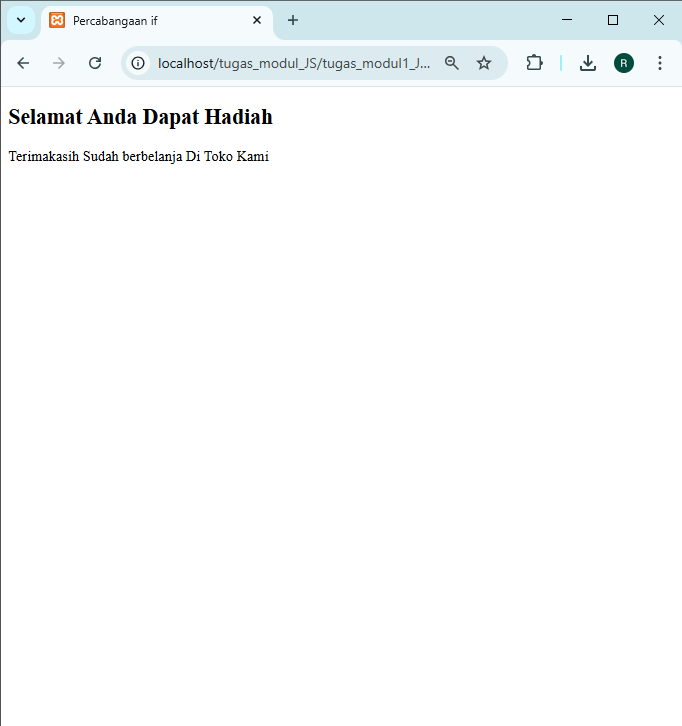 Percabangaan if
localhost/tugas_modul_JS/tugas_modul1_J...
R
Selamat Anda Dapat Hadiah
Terimakasih Sudah berbelanja Di Toko Kami